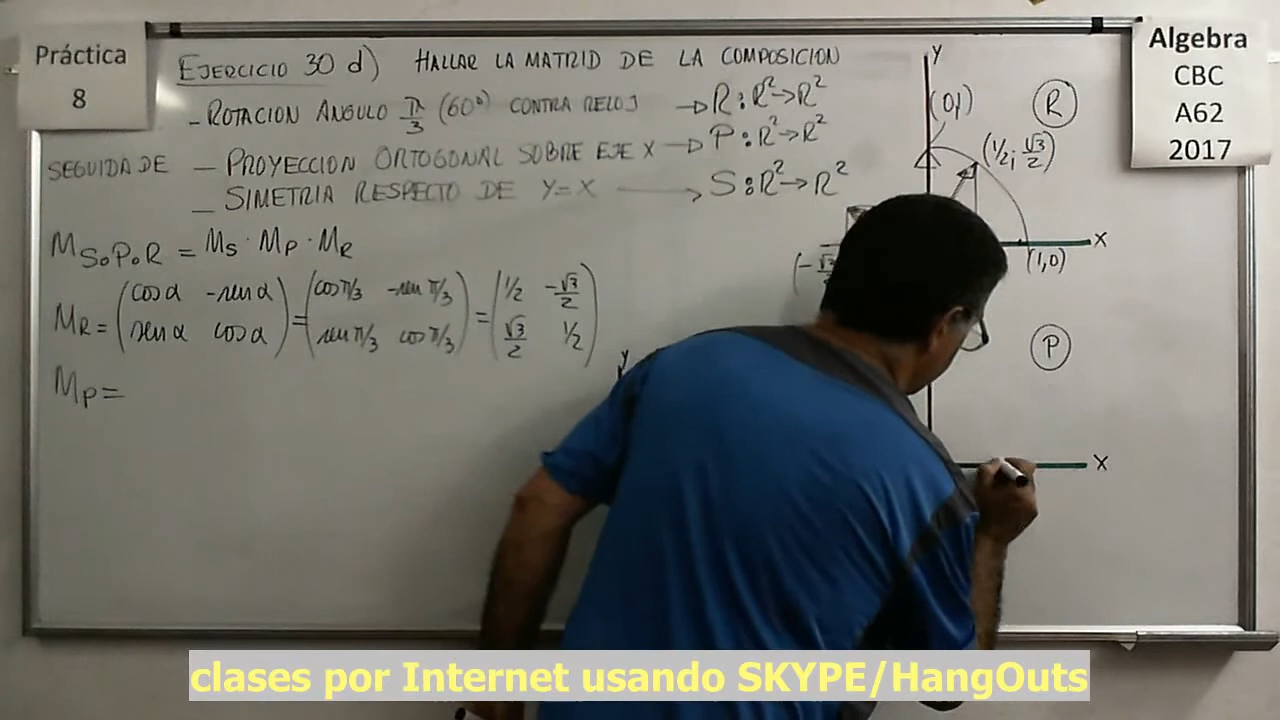 Práctica
8
Algebra
CBC
A62
2017
EJERCICIO 30 d) HALLAR LA MATRID DE LA COMPOSICION
- ROTACION ANGULO π/3 (60°) CONTRA RELOJ → R: R² → R²
SEGUIDA DE - PROYECCION ORTOGONAL SOBRE EJE X → P: R² → R²
- SIMETRIA RESPECTO DE Y=X → S: R² → R²
M_SoPoR = M_S · M_P · M_R
M_R = (cos α -sen α; sen α cos α) = (cos π/3 -sen π/3; sen π/3 cos π/3) = (1/2 -√3/2; √3/2 1/2)
M_P =
Y
(0,1)
R
(1/2; √3/2)
X
(1,0)
(-√3/2
Y
P
X
clases por Internet usando SKYPE/HangOuts